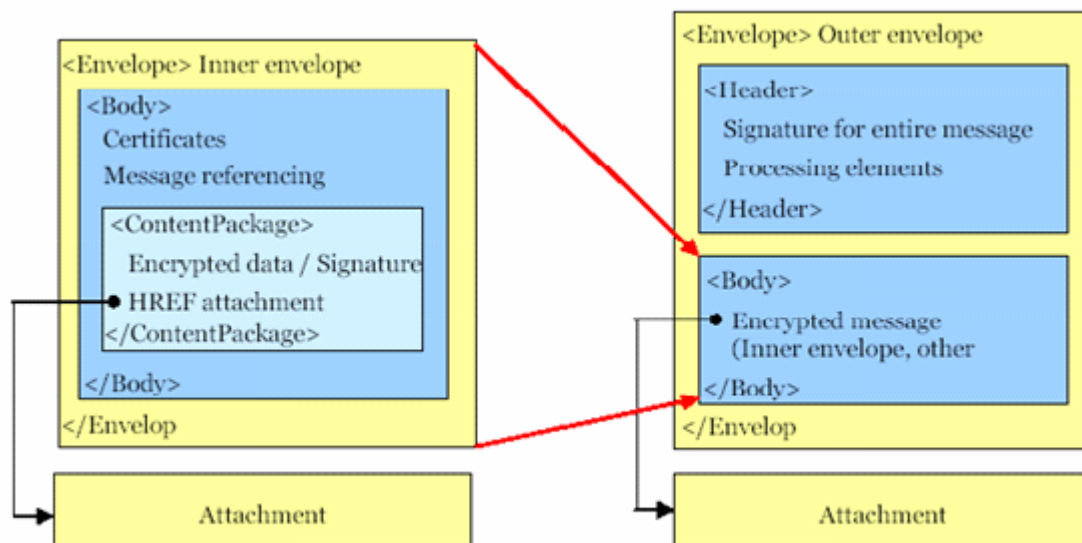 <Envelope> Inner envelope
<Body>
Certificates
Message referencing
<ContentPackage>
Encrypted data / Signature
HREF attachment
</ContentPackage>
</Body>
</Envelop
Attachment
<Envelope> Outer envelope
<Header>
Signature for entire message
Processing elements
</Header>
<Body>
Encrypted message
(Inner envelope, other
</Body>
</Envelop
Attachment